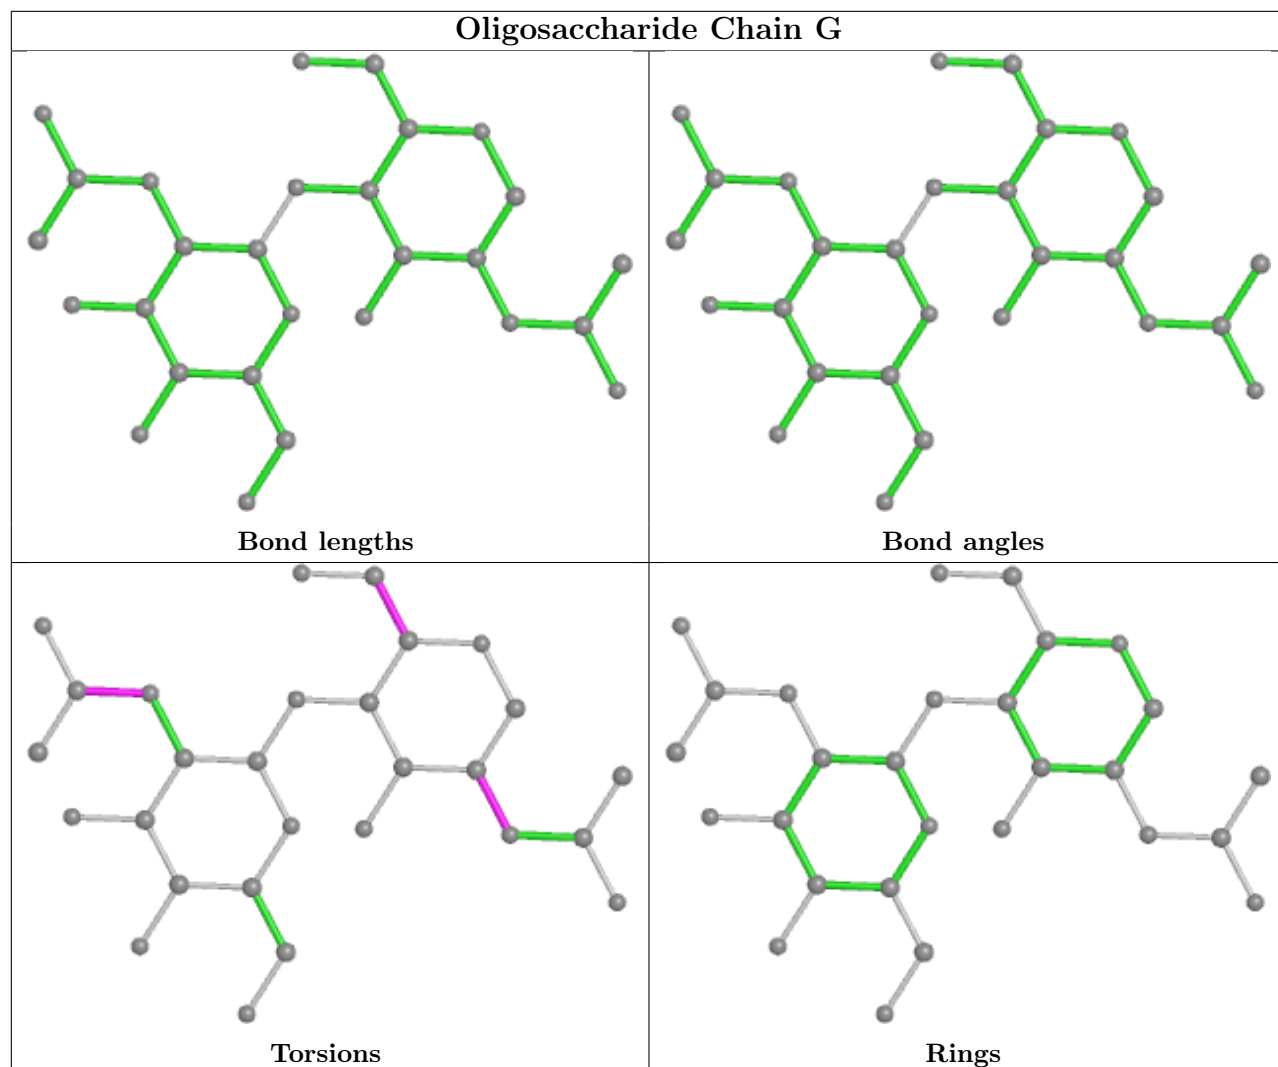 Oligosaccharide Chain G
Bond lengths
Bond angles
Torsions
Rings